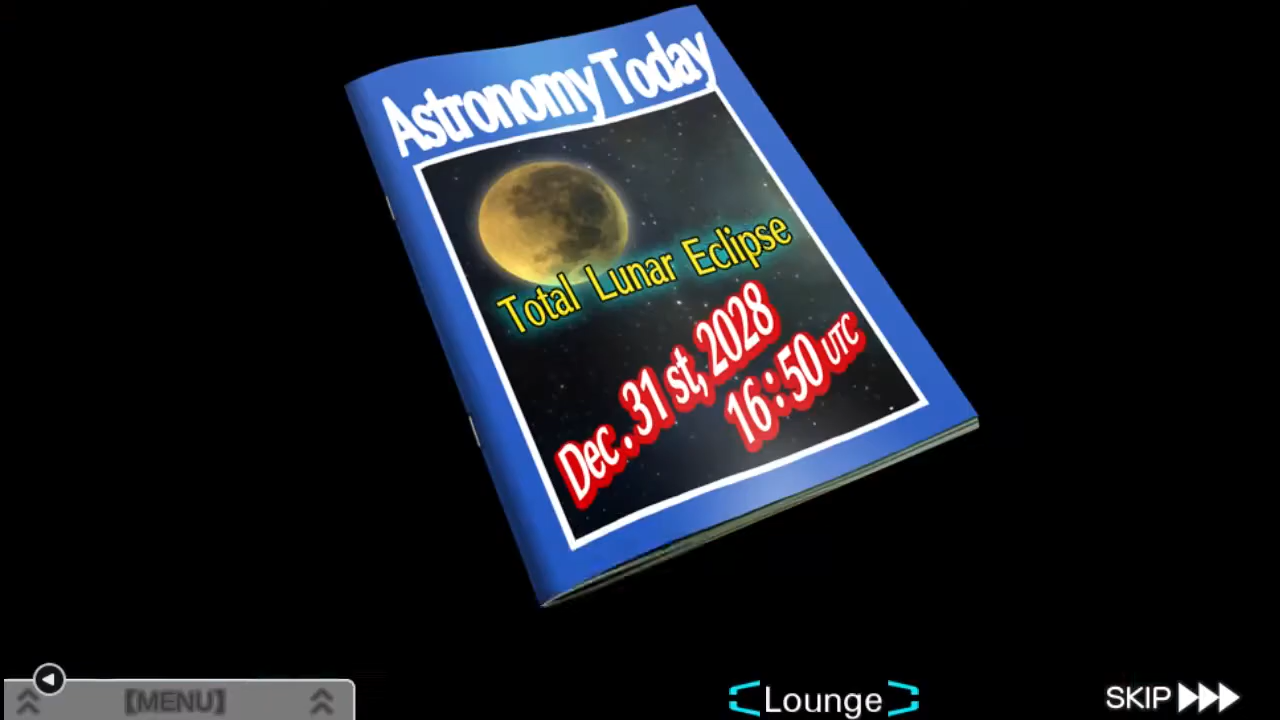 Astronomy Today
Total Lunar Eclipse
Dec. 31 st, 2028
16:50 UTC
【MENU】
Lounge
SKIP